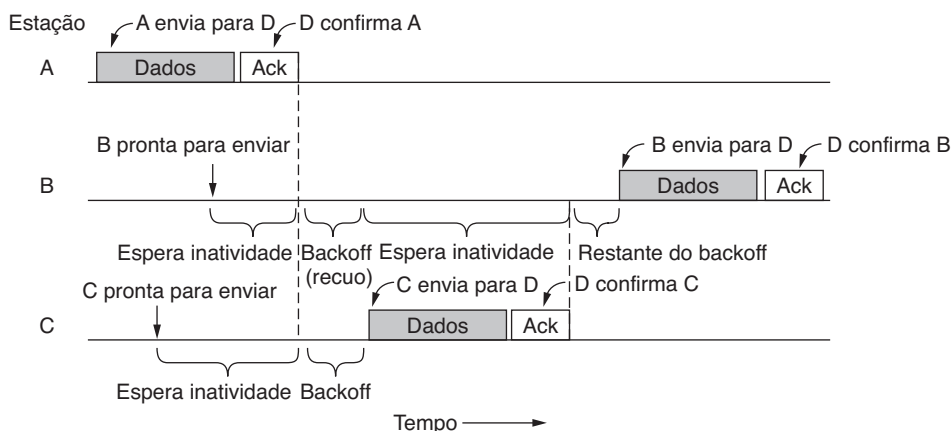 Estação
A envia para D
D confirma A
A
Dados
Ack
B pronta para enviar
B envia para D
D confirma B
B
Dados
Ack
Espera inatividade
Backoff
(recuo)
Espera inatividade
Restante do backoff
C pronta para enviar
C envia para D
D confirma C
C
Dados
Ack
Espera inatividade
Backoff
Tempo